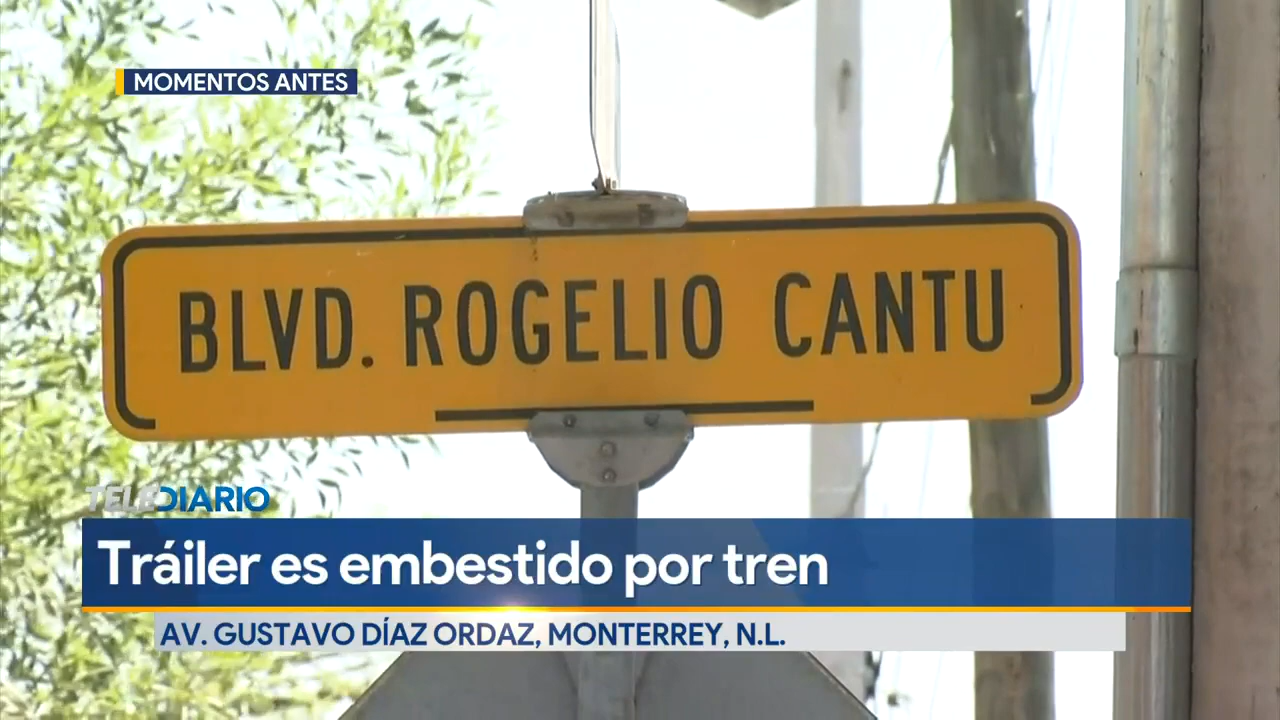 MOMENTOS ANTES
BLVD. ROGELIO CANTU
TELEDIARIO
Tráiler es embestido por tren
AV. GUSTAVO DÍAZ ORDAZ, MONTERREY, N.L.